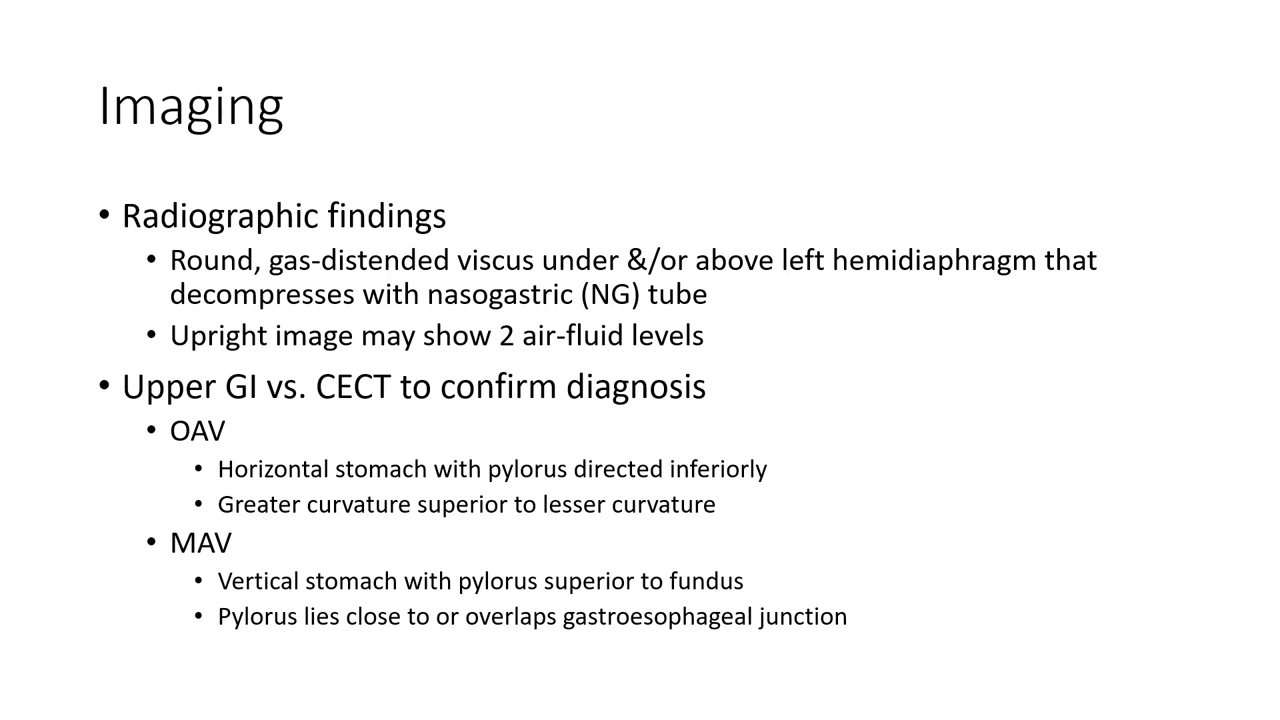 Imaging
• Radiographic findings
• Round, gas-distended viscus under &/or above left hemidiaphragm that
decompresses with nasogastric (NG) tube
• Upright image may show 2 air-fluid levels
• Upper GI vs. CECT to confirm diagnosis
• OAV
• Horizontal stomach with pylorus directed inferiorly
• Greater curvature superior to lesser curvature
• MAV
• Vertical stomach with pylorus superior to fundus
• Pylorus lies close to or overlaps gastroesophageal junction